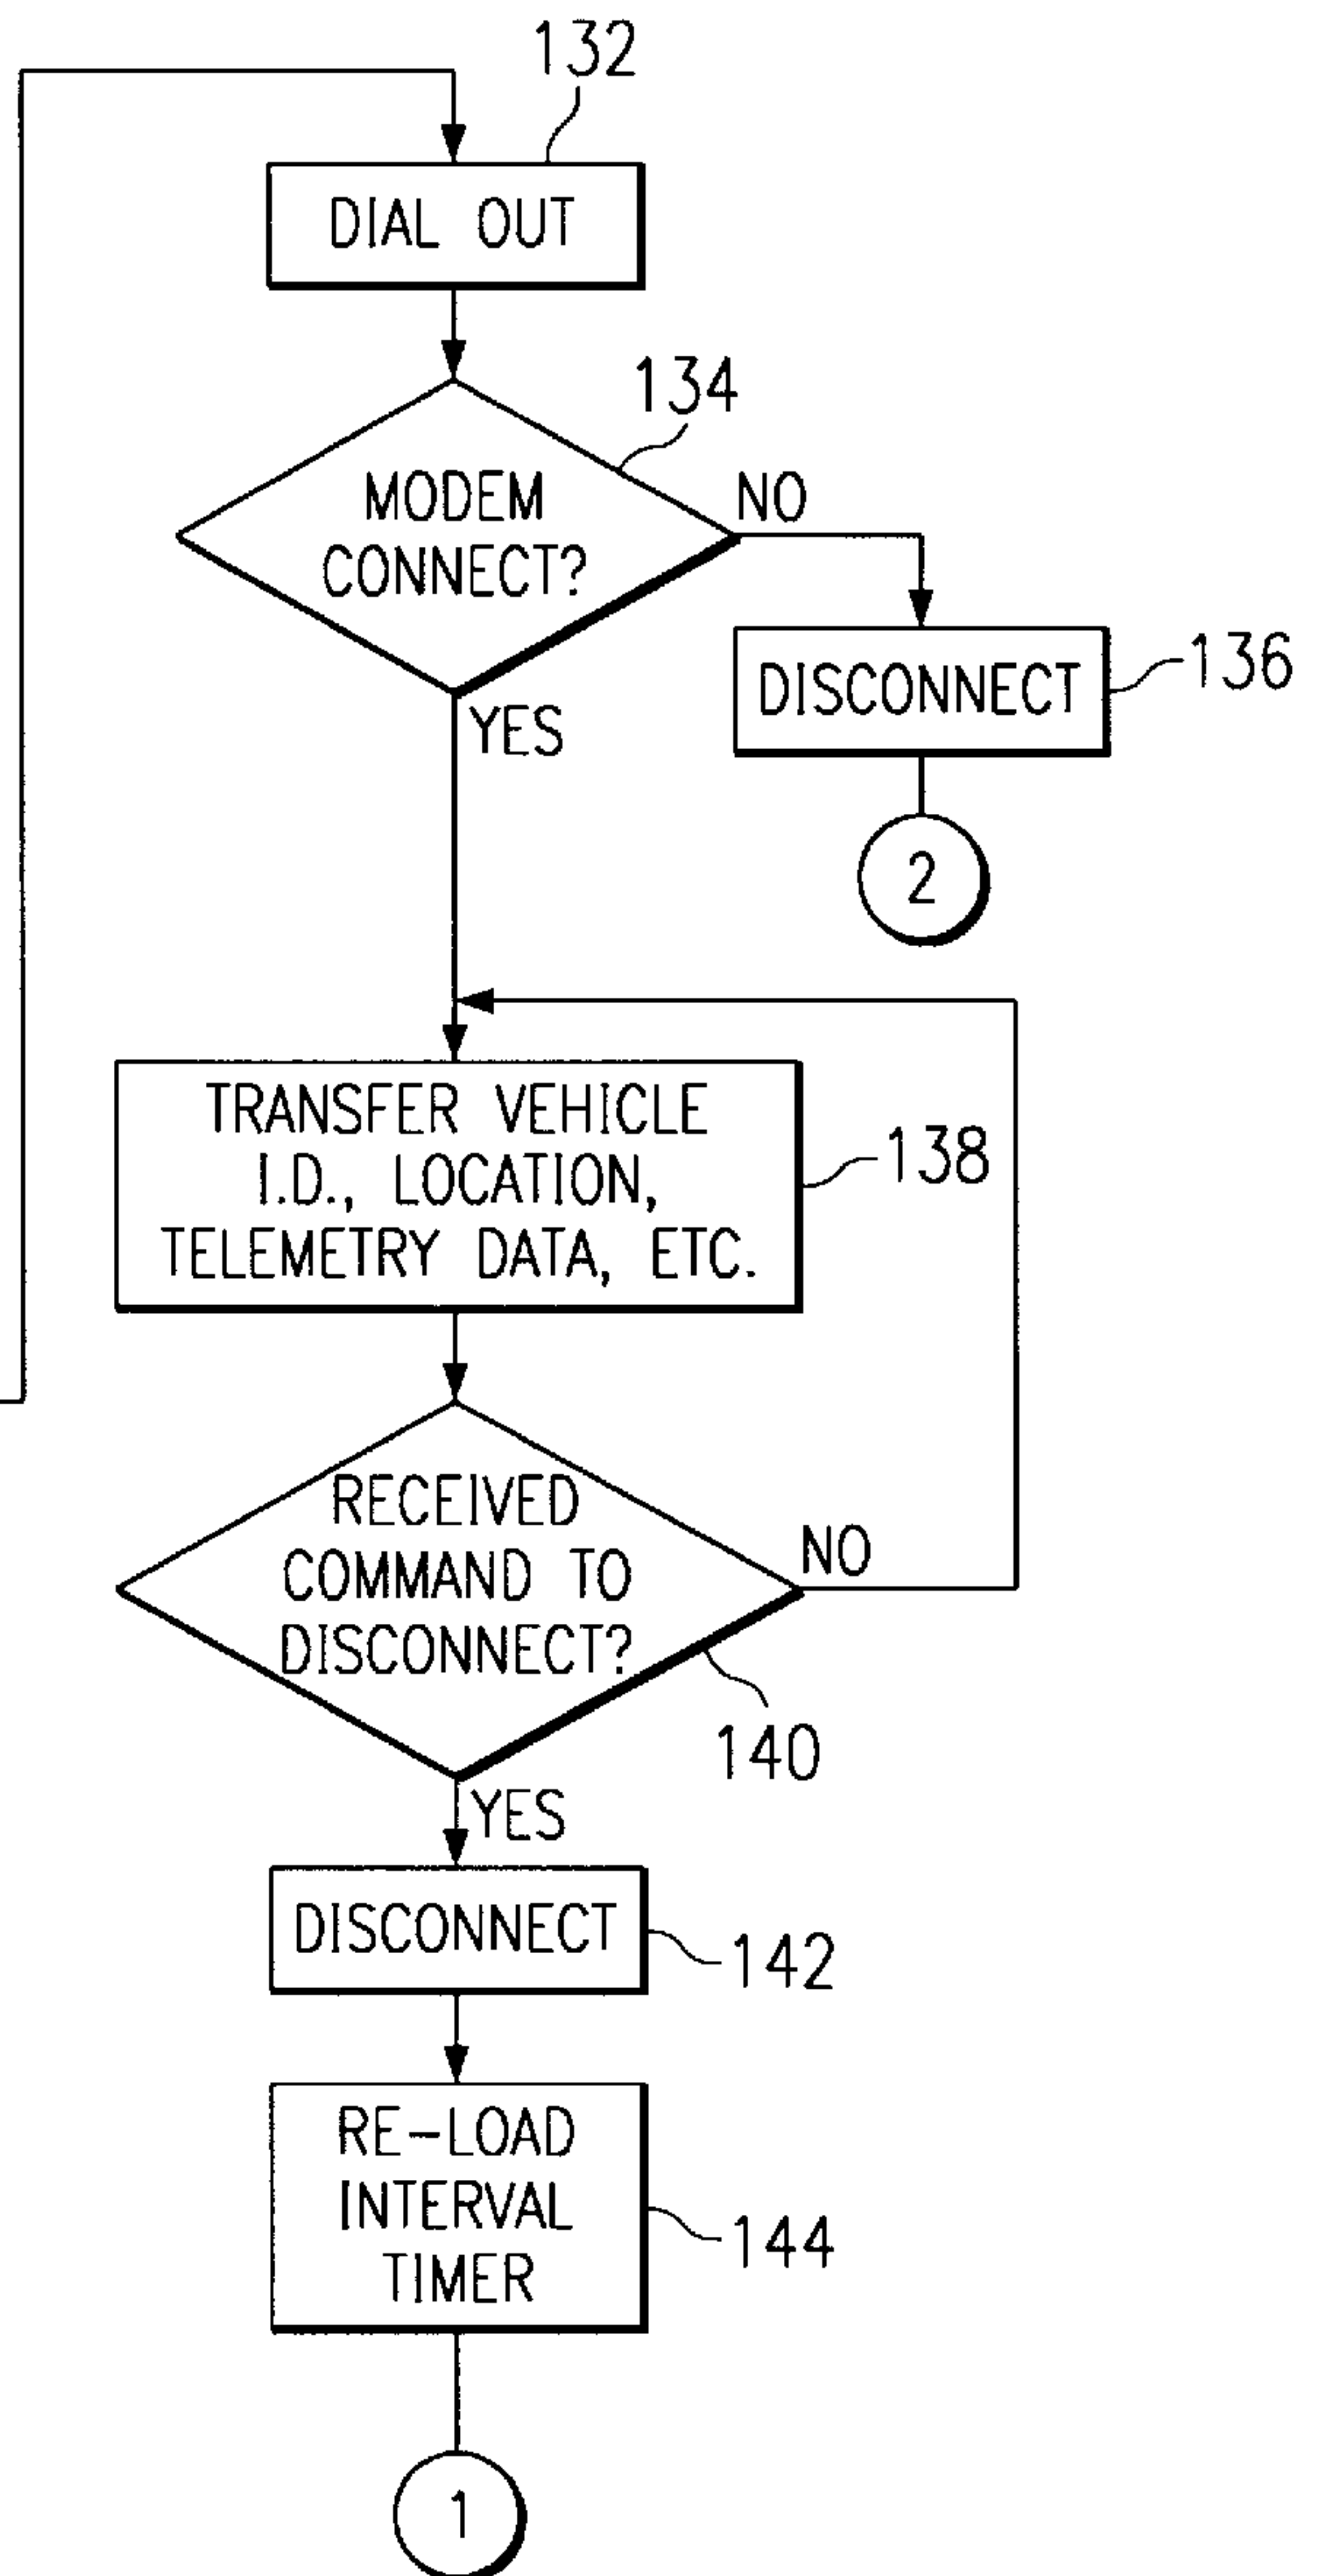 132
DIAL OUT
134
MODEM
CONNECT?
NO
DISCONNECT
136
YES
2
TRANSFER VEHICLE
I.D., LOCATION,
TELEMETRY DATA, ETC.
138
RECEIVED
COMMAND TO
DISCONNECT?
NO
140
YES
DISCONNECT
142
RE-LOAD
INTERVAL
TIMER
144
1